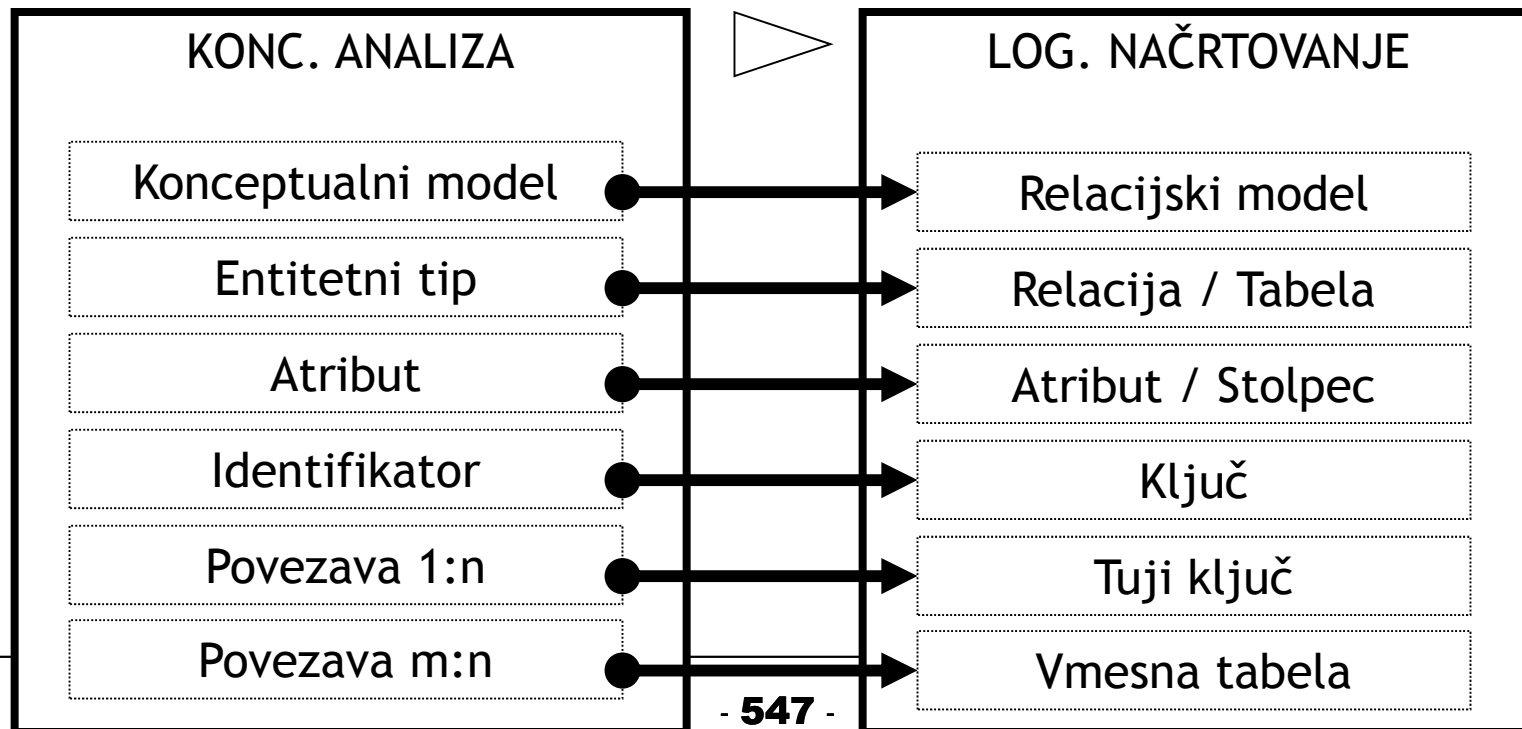 KONC. ANALIZA
Konceptualni model
Entitetni tip
Atribut
Identifikator
Povezava 1:n
Povezava m:n
LOG. NAČRTOVANJE
Relacijski model
Relacija / Tabela
Atribut / Stolpec
Ključ
Tuji ključ
Vmesna tabela
- 547 -